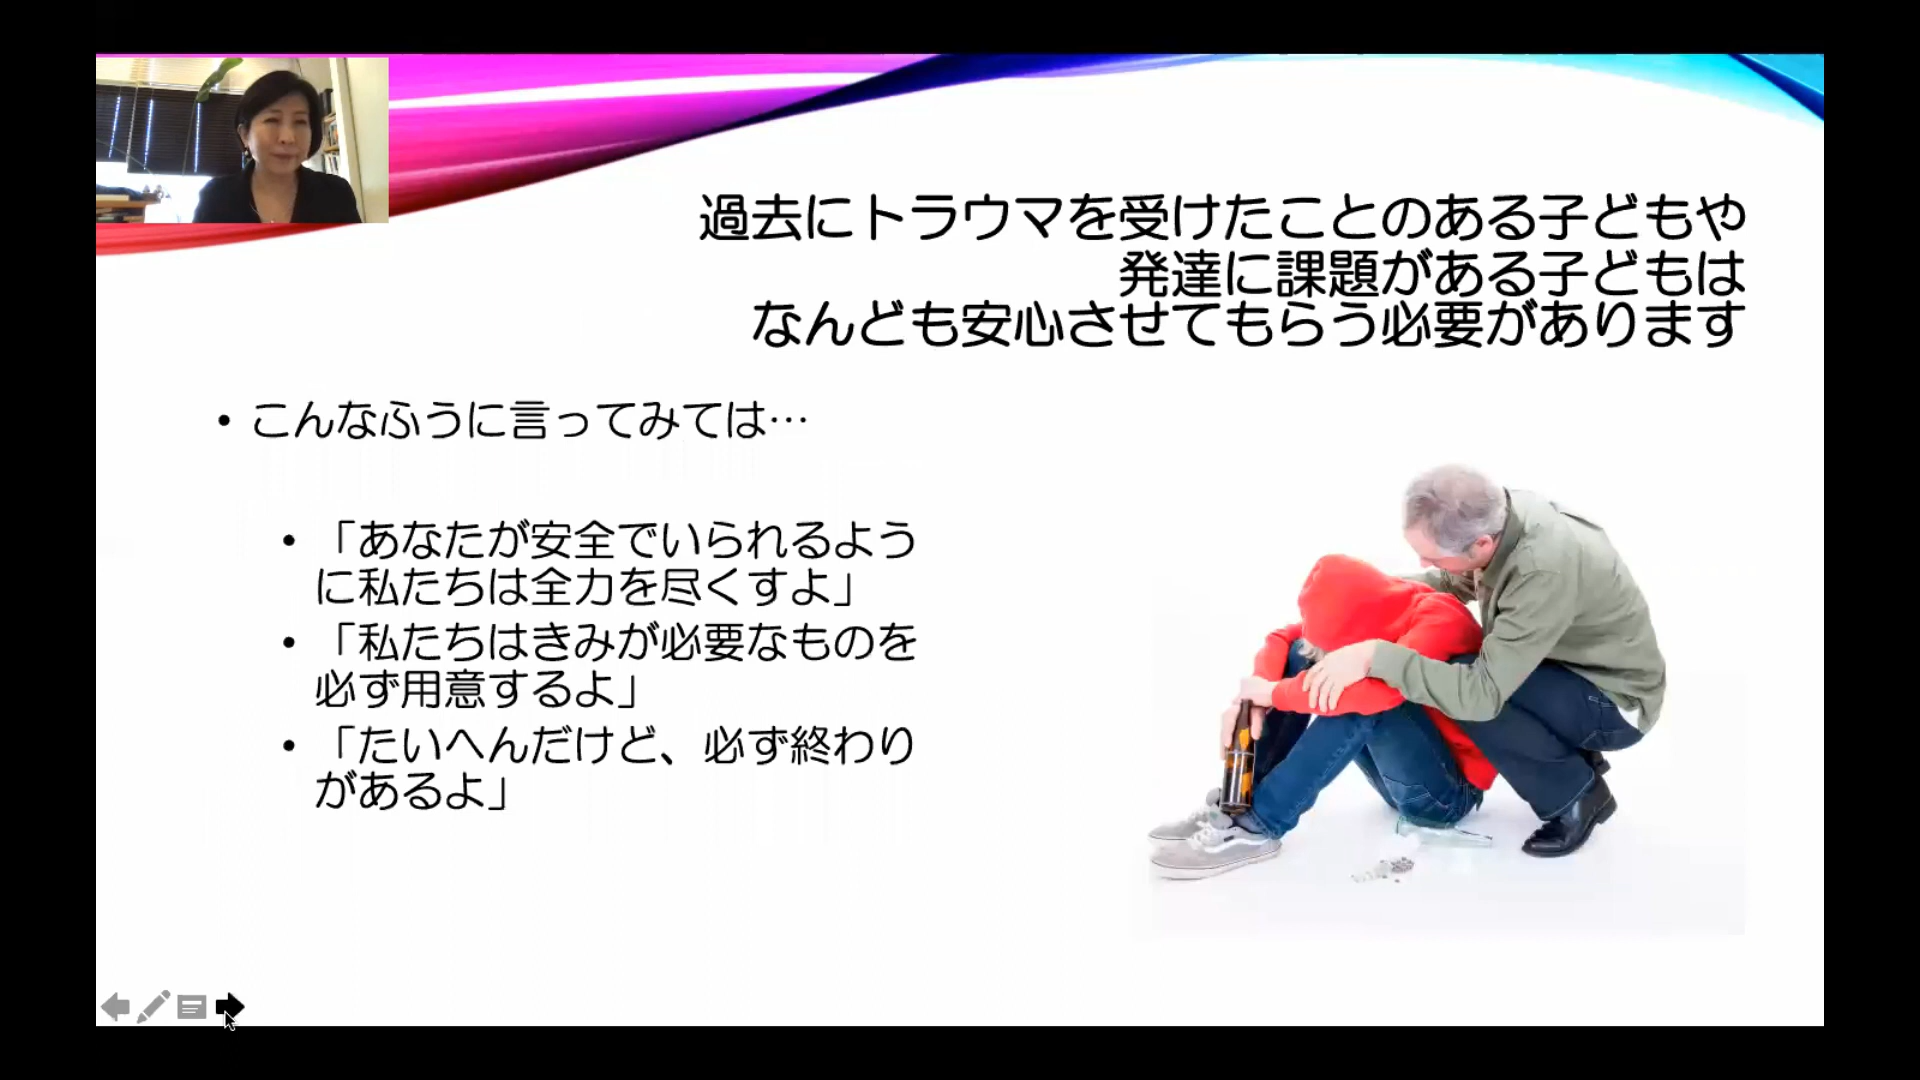 過去にトラウマを受けたことのある子どもや
発達に課題がある子どもは
なんども安心させてもらう必要があります
• こんなふうに言ってみては…
• 「あなたが安全でいられるよう
に私たちは全力を尽くすよ」
• 「私たちはきみが必要なものを
必ず用意するよ」
• 「たいへんだけど、必ず終わり
があるよ」